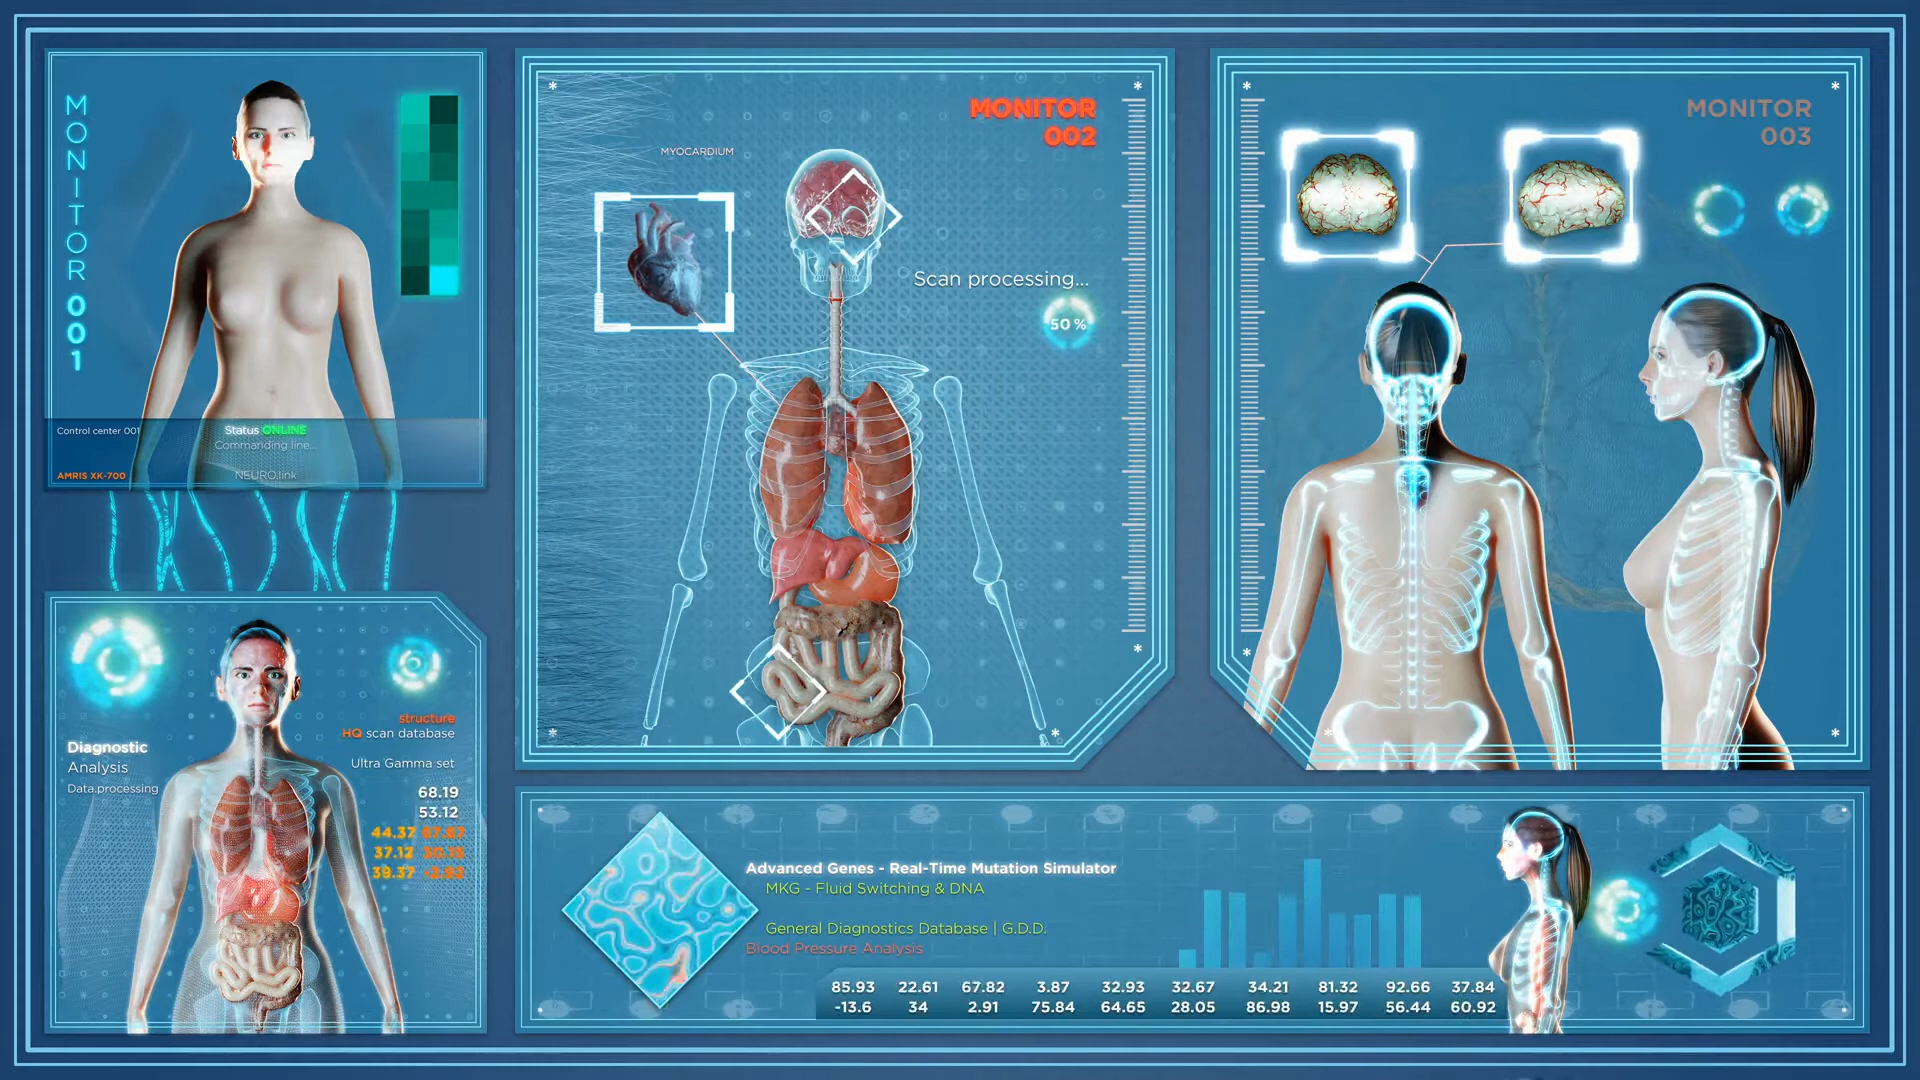 MONITOR 001
Control center 001
Status ONLINE
Commanding line...
AMRIS XK-700
NEURO.link
MONITOR
002
MYOCARDIUM
Scan processing...
50 %
MONITOR
003
structure
HQ scan database
Ultra Gamma set
Diagnostic
Analysis
Data.processing
68.19
53.12
44.37
37.12
39.37
Advanced Genes - Real-Time Mutation Simulator
MKG - Fluid Switching & DNA
General Diagnostics Database | G.D.D.
Blood Pressure Analysis
85.93 22.61 67.82 3.87 32.93 32.67 34.21 81.32 92.66 37.84
-13.6 34 2.91 75.84 64.65 28.05 86.98 15.97 56.44 60.92